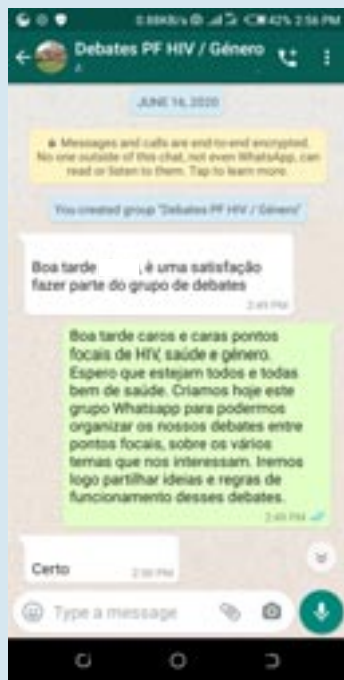 42% 2:56 PM
Debates PF HIV / Género
JUNE 16, 2020
Messages and calls are end-to-end encrypted.
No one outside of this chat, not even WhatsApp, can
read or listen to them. Tap to learn more.
You created group "Debates PF HIV / Género"
Boa tarde , è uma satisfação
fazer parte do grupo de debates
2:49 PM
Boa tarde caros e caras pontos
focais de HIV, saúde e género.
Espero que estejam todos e todas
bem de saúde. Criamos hoje este
grupo Whatsapp para podermos
organizar os nossos debates entre
pontos focais, sobre os vários
temas que nos interessam. Iremos
logo partilhar ideias e regras de
funcionamento desses debates.
2:49 PM
Certo
2:50 PM
Type a message